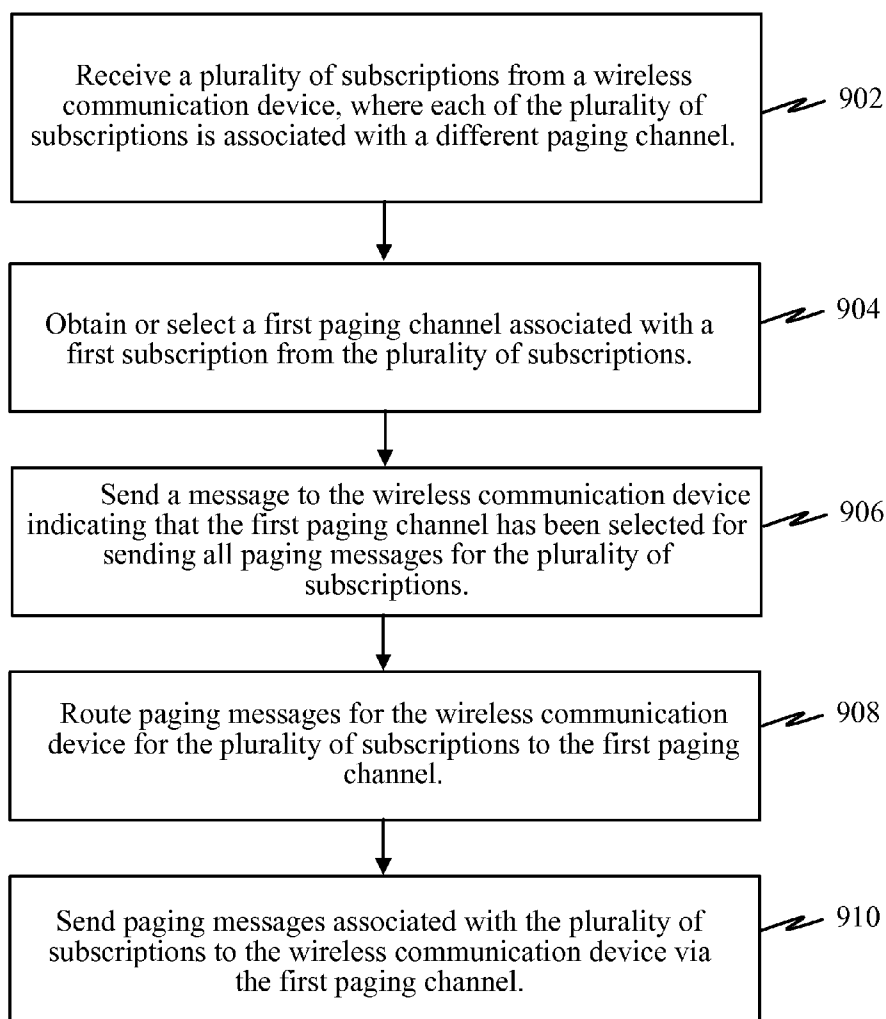 Receive a plurality of subscriptions from a wireless
communication device, where each of the plurality of
subscriptions is associated with a different paging channel.
902
Obtain or select a first paging channel associated with a
first subscription from the plurality of subscriptions.
904
Send a message to the wireless communication device
indicating that the first paging channel has been selected for
sending all paging messages for the plurality of
subscriptions.
906
Route paging messages for the wireless communication
device for the plurality of subscriptions to the first paging
channel.
908
Send paging messages associated with the plurality of
subscriptions to the wireless communication device via
the first paging channel.
910